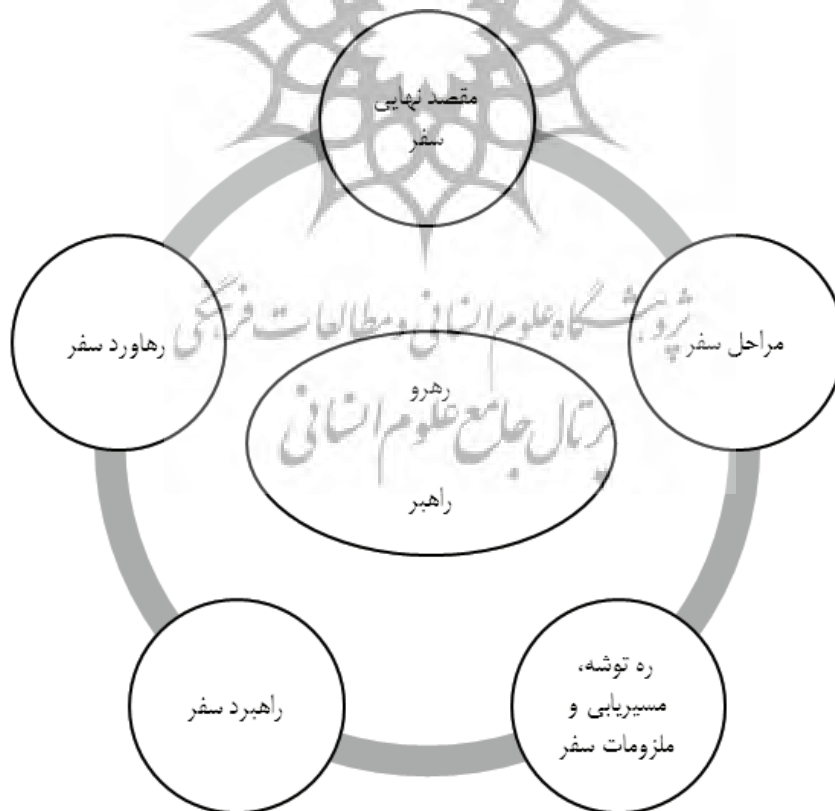 مقصد نهایی
سفر
مراحل سفر
رهاورد سفر
پژوهشگاه علوم انسانی و مطالعات فرهنگی
رهرو
پرتال جامع علوم انسانی
راهبر
ره توشه،
مسیریابی و
ملزومات سفر
راهبرد سفر